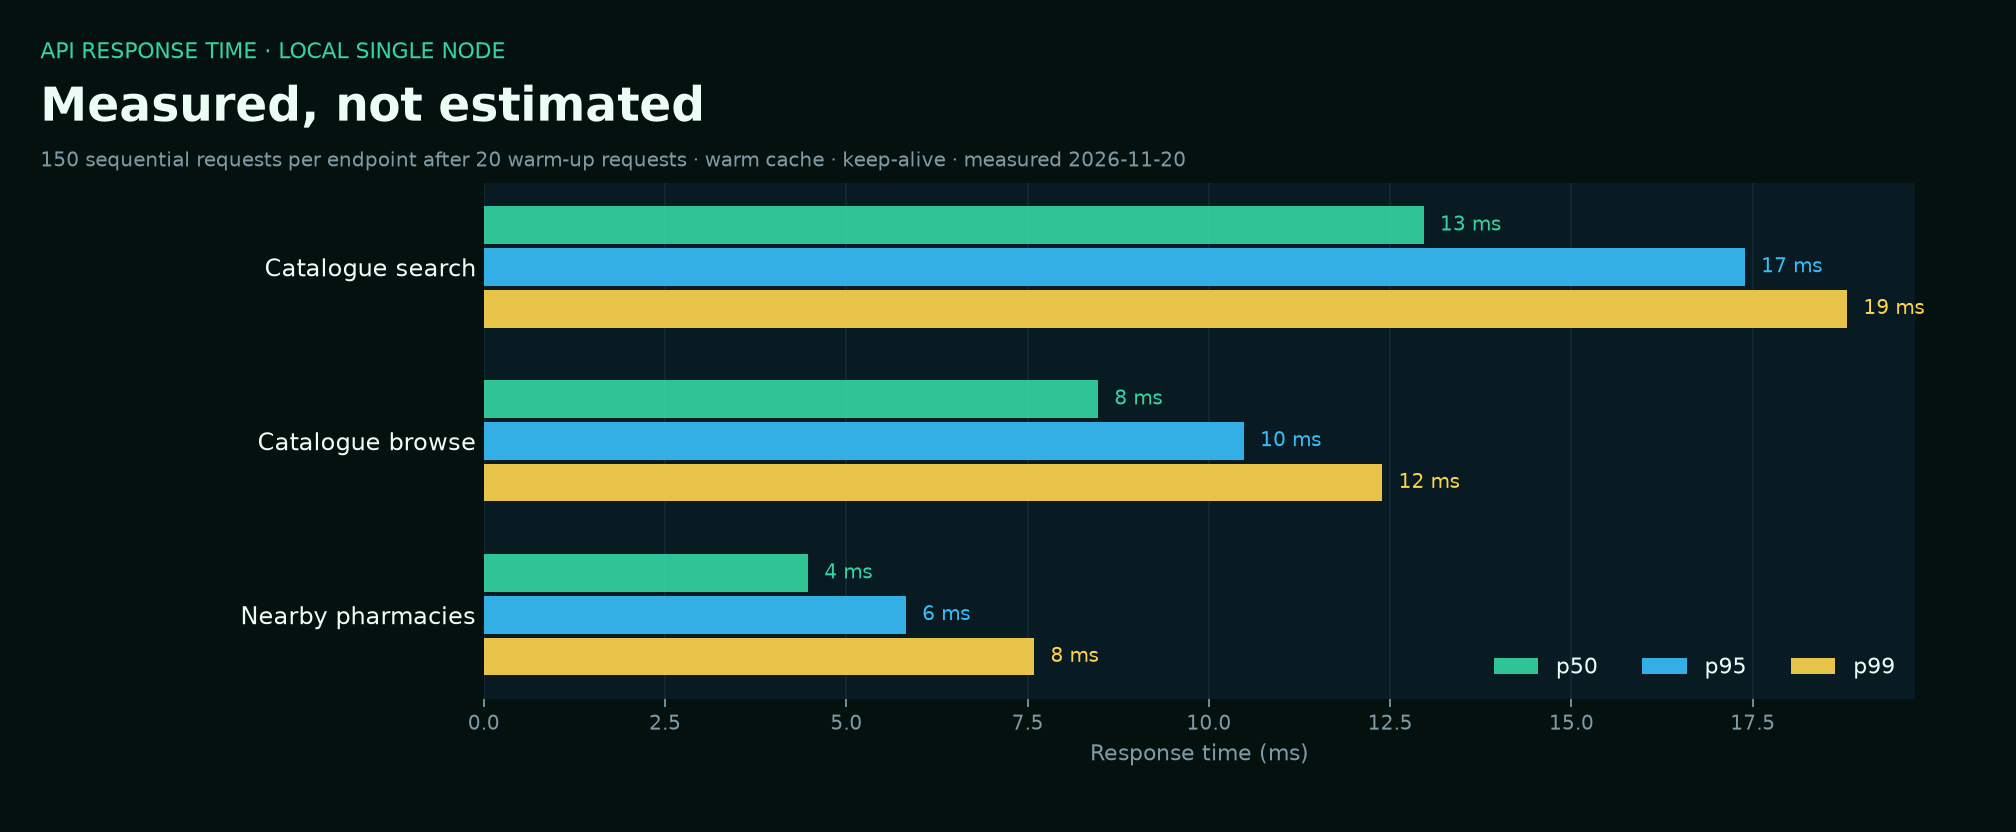 API RESPONSE TIME · LOCAL SINGLE NODE
Measured, not estimated
150 sequential requests per endpoint after 20 warm-up requests · warm cache · keep-alive · measured 2026-11-20
13 ms
Catalogue search
17 ms
19 ms
8 ms
Catalogue browse
10 ms
12 ms
4 ms
Nearby pharmacies
6 ms
8 ms
p50 p95 p99
0.0 2.5 5.0 7.5 10.0 12.5 15.0 17.5
Response time (ms)